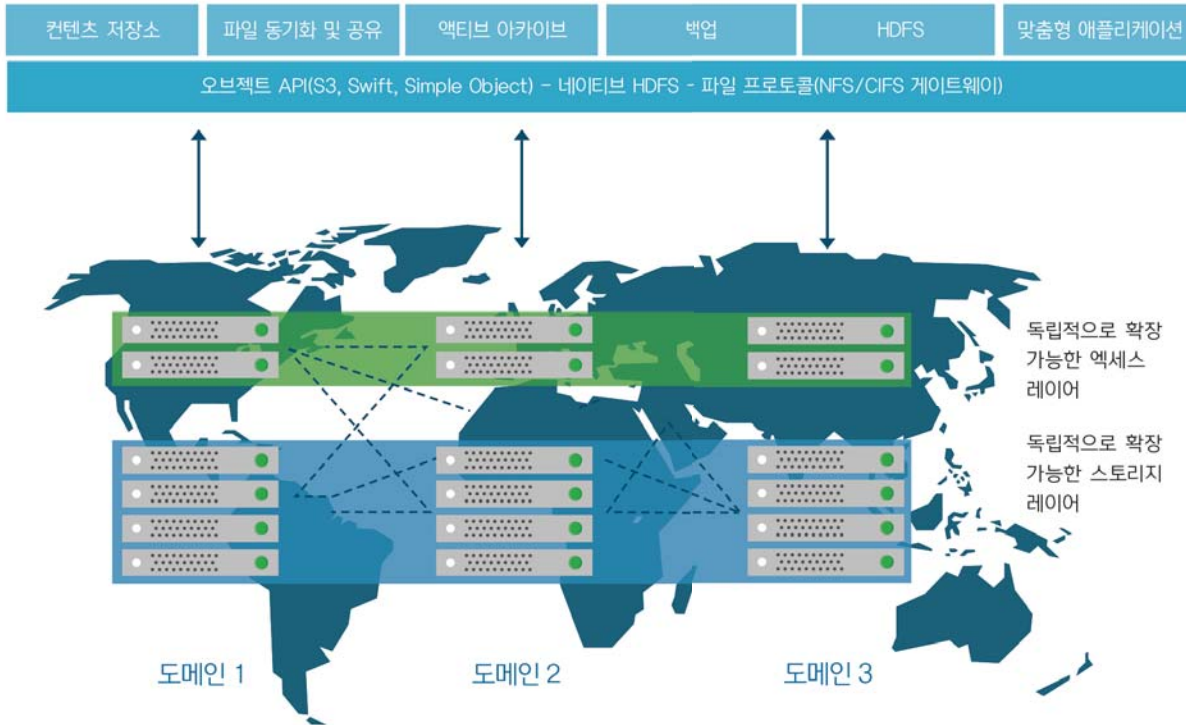 컨텐츠 저장소
파일 동기화 및 공유
액티브 아카이브
백업
HDFS
맞춤형 애플리케이션
오브젝트 API(S3, Swift, Simple Object) - 네이티브 HDFS - 파일 프로토콜(NFS/CIFS 게이트웨이)
독립적으로 확장
가능한 엑세스
레이어
독립적으로 확장
가능한 스토리지
레이어
도메인 1
도메인 2
도메인 3